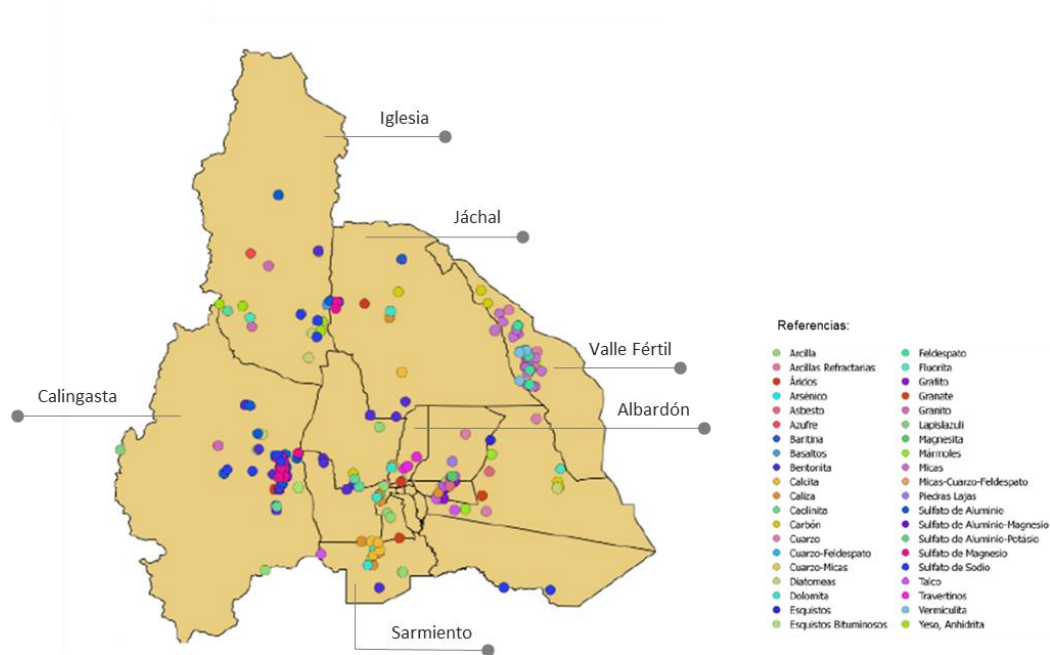 Iglesia
Jáchal
Valle Fértil
Calingasta
Albardón
Sarmiento
Referencias:
Arcilla
Arcillas Refractarias
Áridos
Arsénico
Asbesto
Azufre
Baritina
Basaltos
Bentonita
Calcita
Caliza
Caolinita
Carbón
Cuarzo
Cuarzo-Feldespato
Cuarzo-Micas
Diatomeas
Dolomita
Esquistos
Esquistos Bituminosos
Feldespato
Fluorita
Grafito
Granate
Granito
Lapislázuli
Magnesita
Mármoles
Micas
Micas-Cuarzo-Feldespato
Piedras Lajas
Sulfato de Aluminio
Sulfato de Aluminio-Magnesio
Sulfato de Aluminio-Potásio
Sulfato de Magnesio
Sulfato de Sodio
Talco
Travertinos
Vermiculita
Yeso, Anhidrita